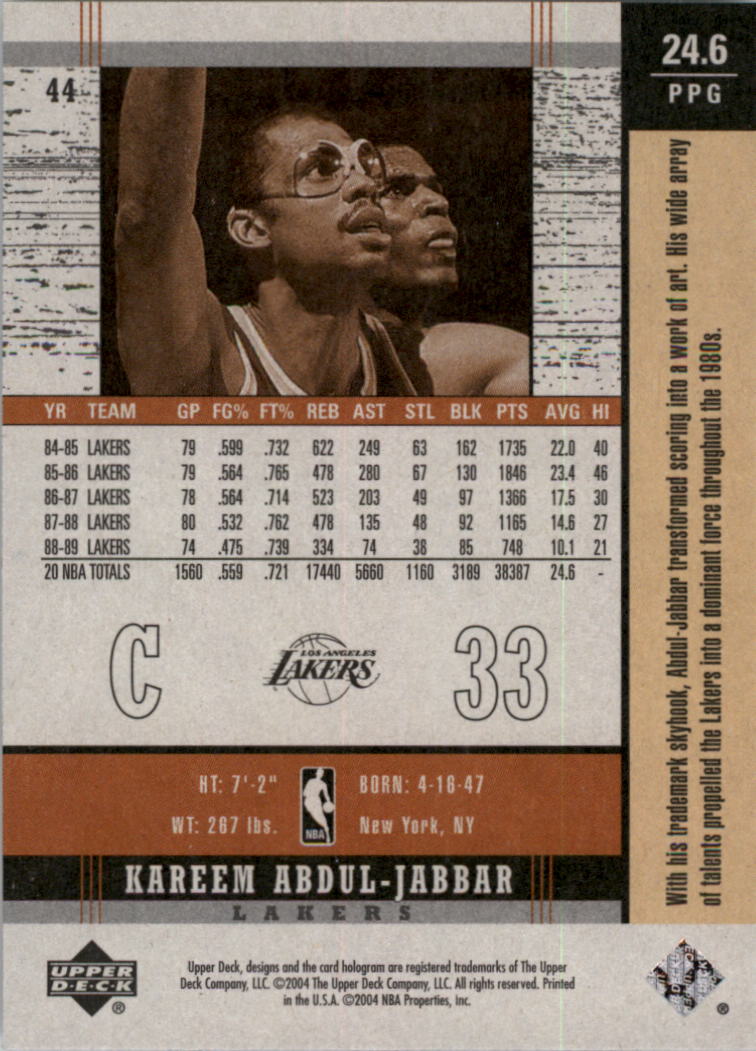 24.6
PPG
44
With his trademark skyhook, Abdul-Jabbar transformed scoring into a work of art. His wide array
of talents propelled the Lakers into a dominant force throughout the 1980s.
YR TEAM GP FG% FT% REB AST STL BLK PTS AVG HI
84-85 LAKERS 79 .599 .732 622 249 63 162 1735 22.0 40
85-86 LAKERS 79 .564 .765 478 280 67 130 1846 23.4 46
86-87 LAKERS 78 .564 .714 523 203 49 97 1366 17.5 30
87-88 LAKERS 80 .532 .762 478 135 48 92 1165 14.6 27
88-89 LAKERS 74 .475 .739 334 74 38 85 748 10.1 21
20 NBA TOTALS 1560 .559 .721 17440 5660 1160 3189 38387 24.6 -
C
LOS ANGELES
LAKERS
33
HT: 7'-2" BORN: 4-16-47
WT: 267 lbs. New York, NY
NBA
KAREEM ABDUL-JABBAR
LAKERS
UPPER
D·E·C·K
®
Upper Deck, designs and the card hologram are registered trademarks of The Upper
Deck Company, LLC. ©2004 The Upper Deck Company, LLC. All rights reserved. Printed
in the U.S.A. ©2004 NBA Properties, Inc.
®